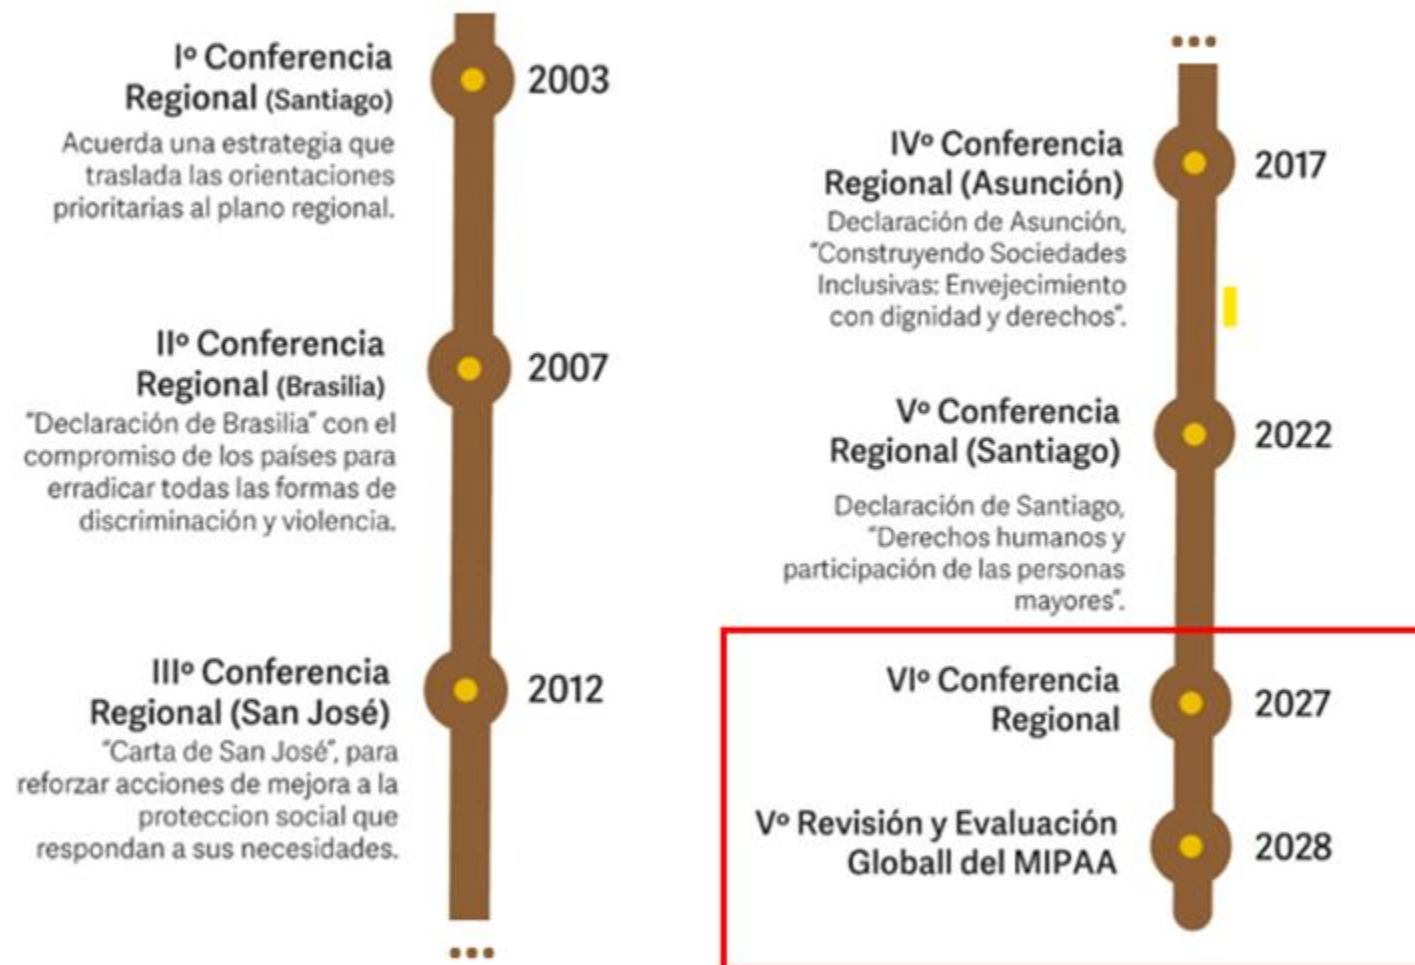 Iº Conferencia
Regional (Santiago)
2003
Acuerda una estrategia que
traslada las orientaciones
prioritarias al plano regional.
IIº Conferencia
Regional (Brasilia)
2007
"Declaración de Brasilia" con el
compromiso de los países para
erradicar todas las formas de
discriminación y violencia.
IIIº Conferencia
Regional (San José)
2012
"Carta de San José", para
reforzar acciones de mejora a la
proteccion social que
respondan a sus necesidades.
...
...
IVº Conferencia
Regional (Asunción)
2017
Declaración de Asunción,
"Construyendo Sociedades
Inclusivas: Envejecimiento
con dignidad y derechos".
Vº Conferencia
Regional (Santiago)
2022
Declaración de Santiago,
"Derechos humanos y
participación de las personas
mayores".
VIº Conferencia
Regional
2027
Vº Revisión y Evaluación
Globall del MIPAA
2028